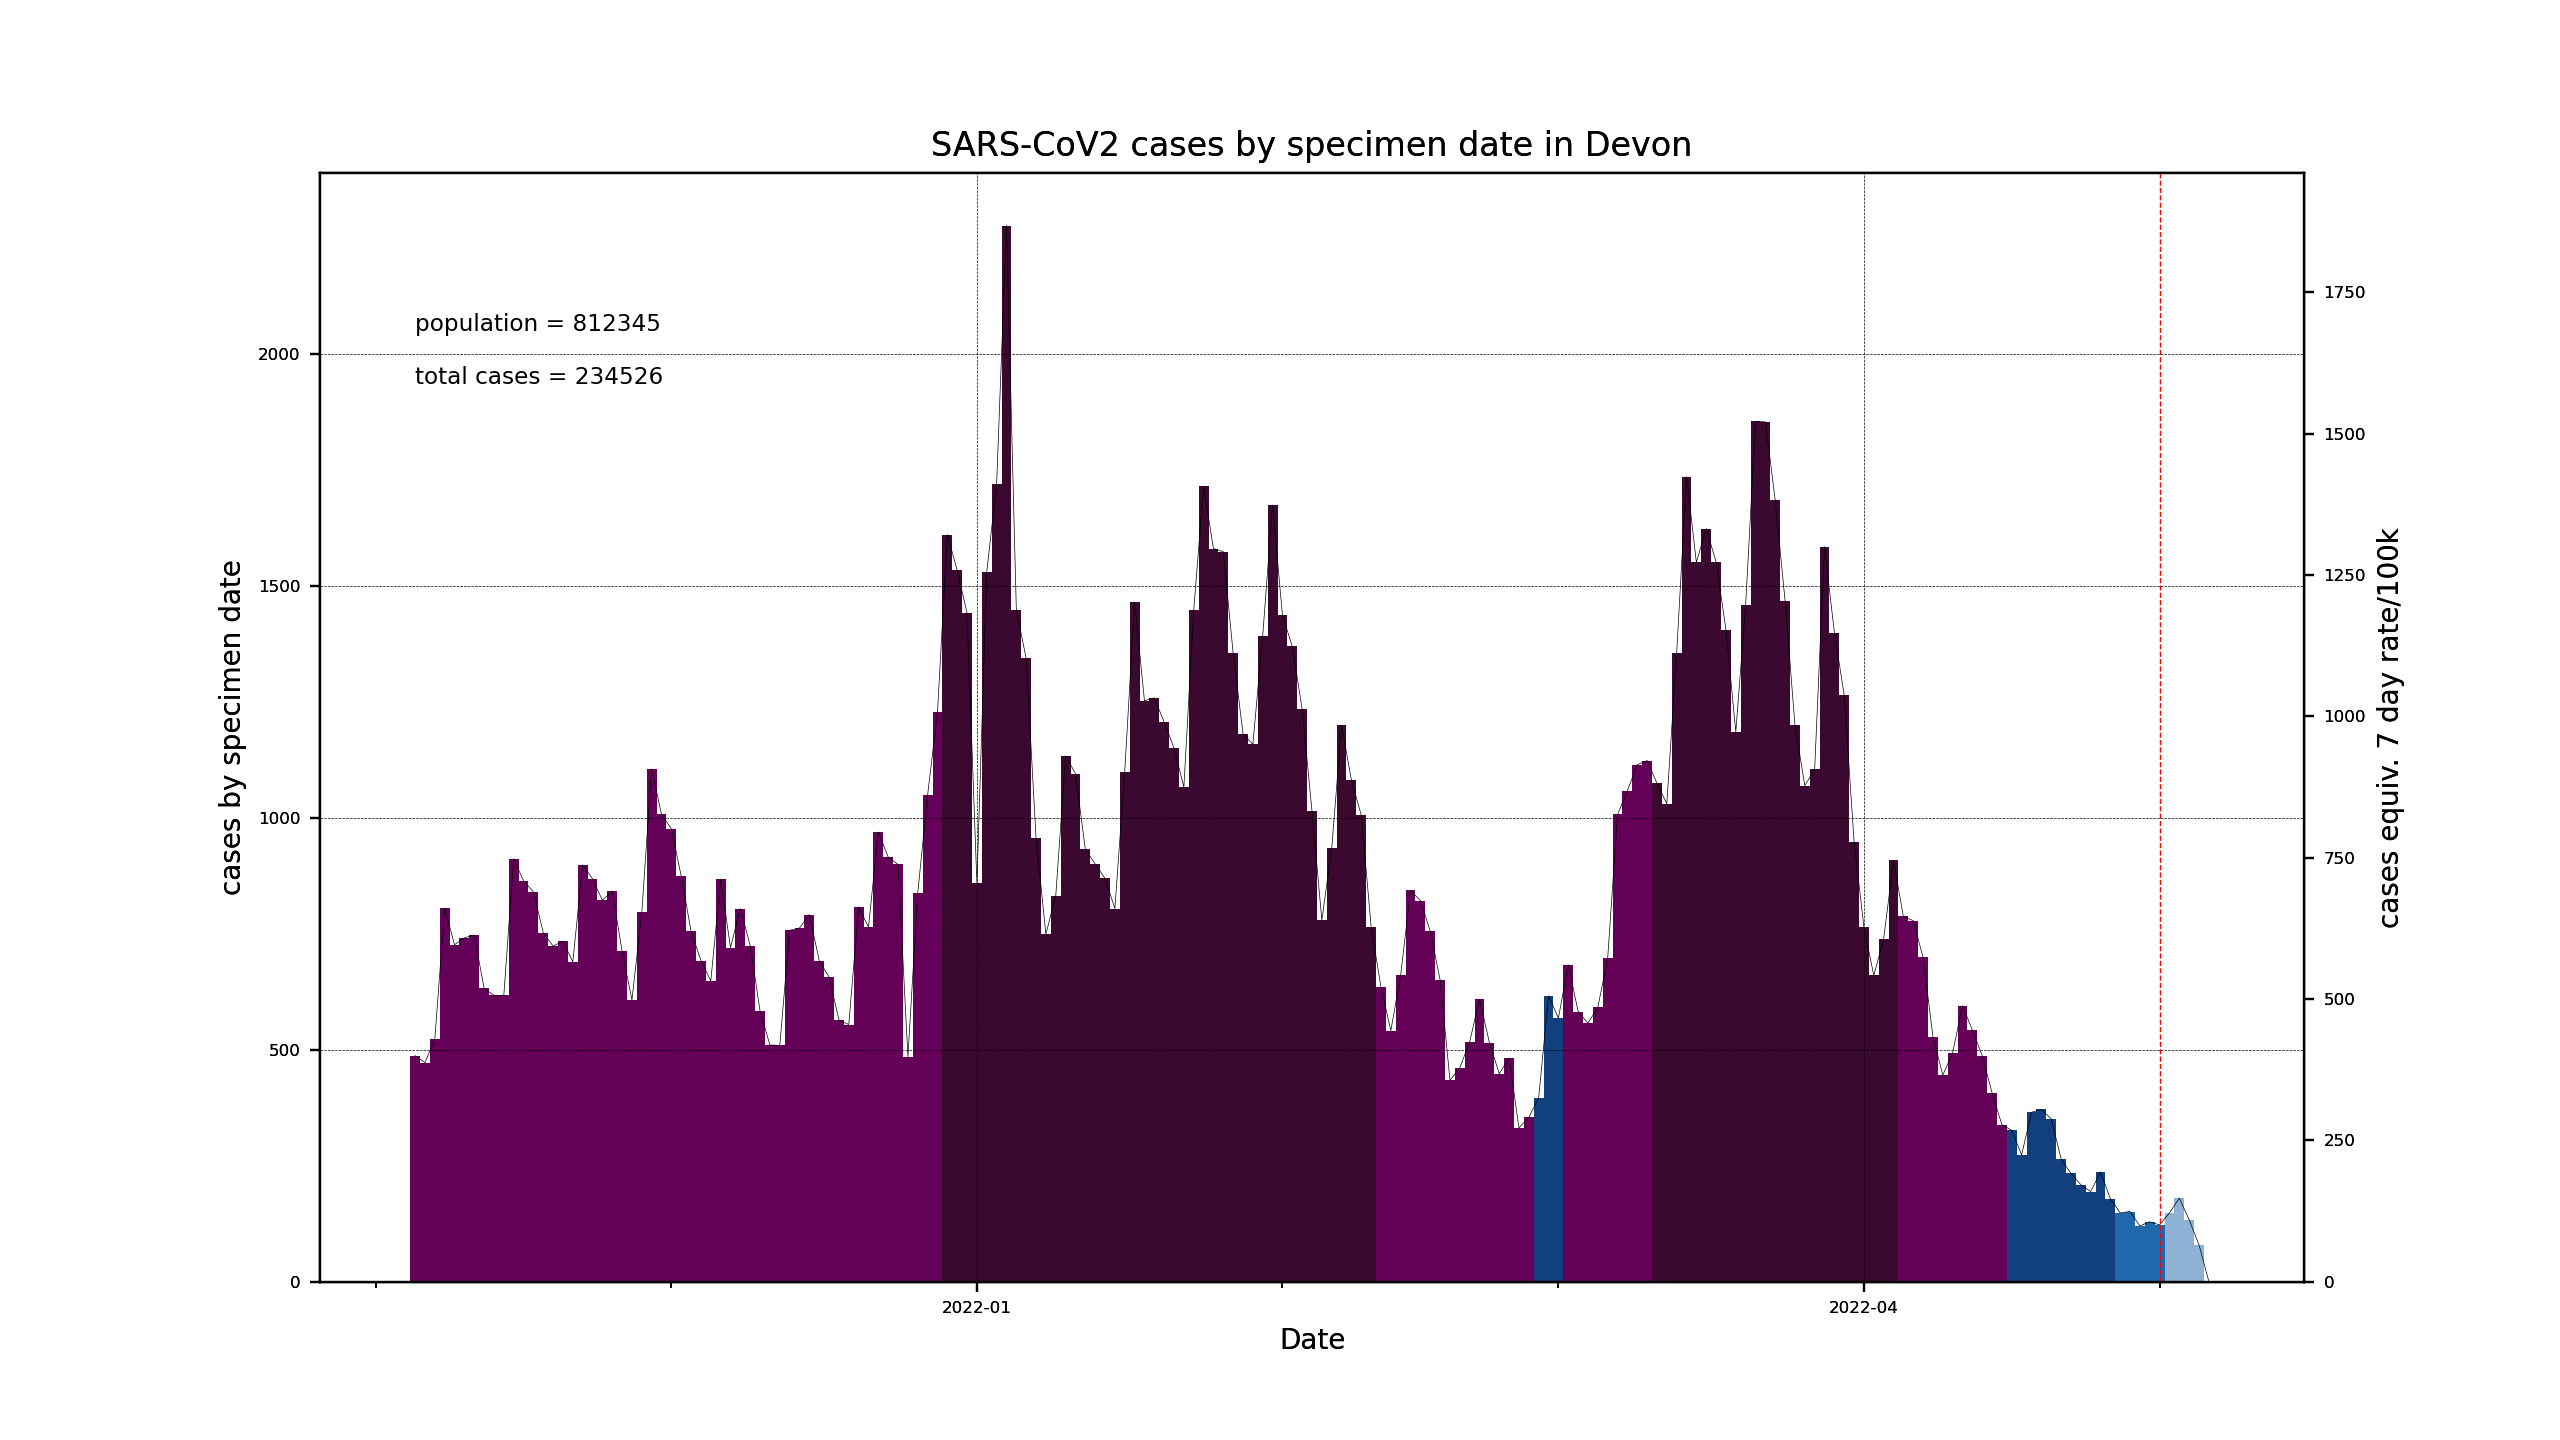 SARS-CoV2 cases by specimen date in Devon
population = 812345
total cases = 234526
cases by specimen date
2000
1500
1000
500
0
1750
1500
1250
1000
750
500
250
0
cases equiv. 7 day rate/100k
2022-01
2022-04
Date